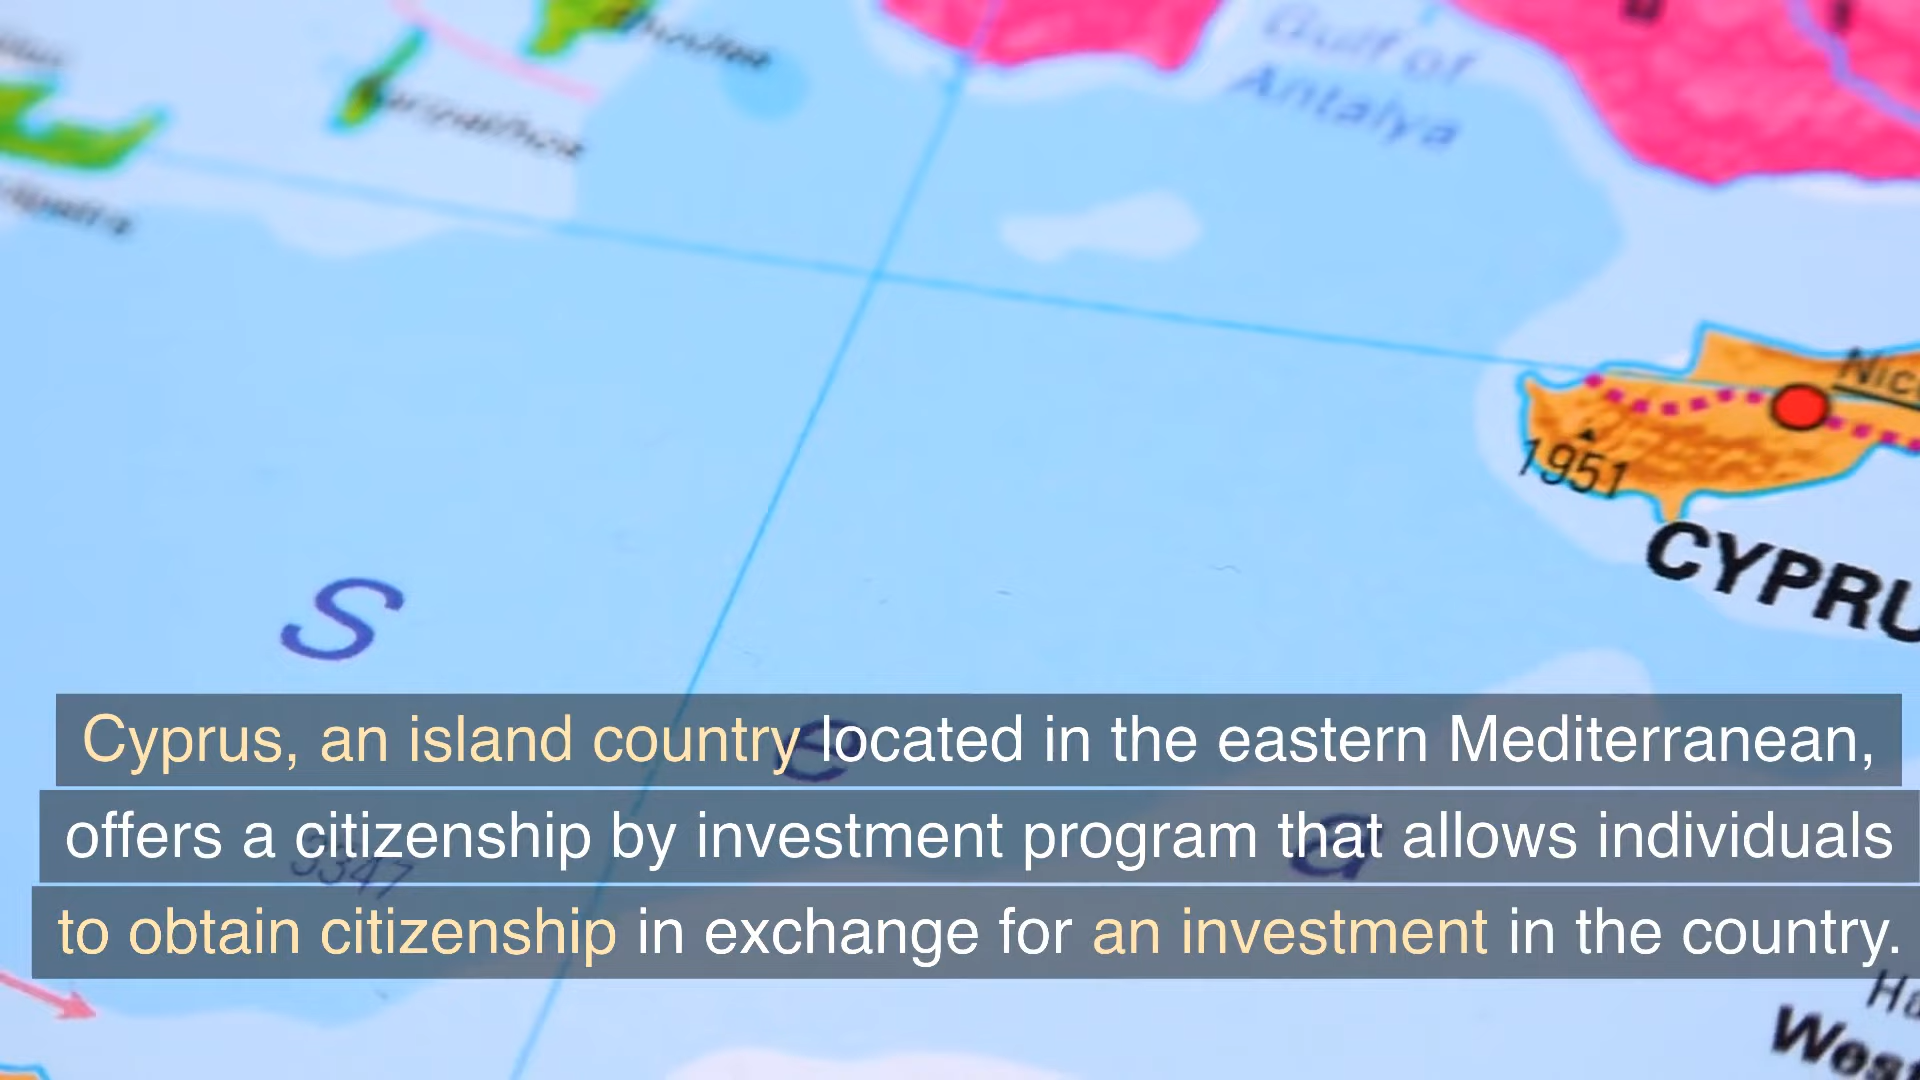 Gulf of
Antalya
1951
CYPRU
S
e
a
Cyprus, an island country located in the eastern Mediterranean,
offers a citizenship by investment program that allows individuals
to obtain citizenship in exchange for an investment in the country.
3347